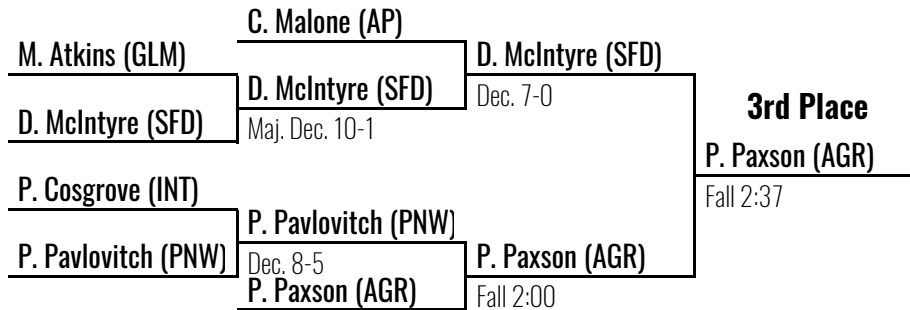 C. Malone (AP)
M. Atkins (GLM)
D. McIntyre (SFD)
D. McIntyre (SFD)
Dec. 7-0
D. McIntyre (SFD)
Maj. Dec. 10-1
3rd Place
P. Paxson (AGR)
Fall 2:37
P. Cosgrove (INT)
P. Pavlovitch (PNW)
P. Pavlovitch (PNW)
Dec. 8-5
P. Paxson (AGR)
P. Paxson (AGR)
Fall 2:00